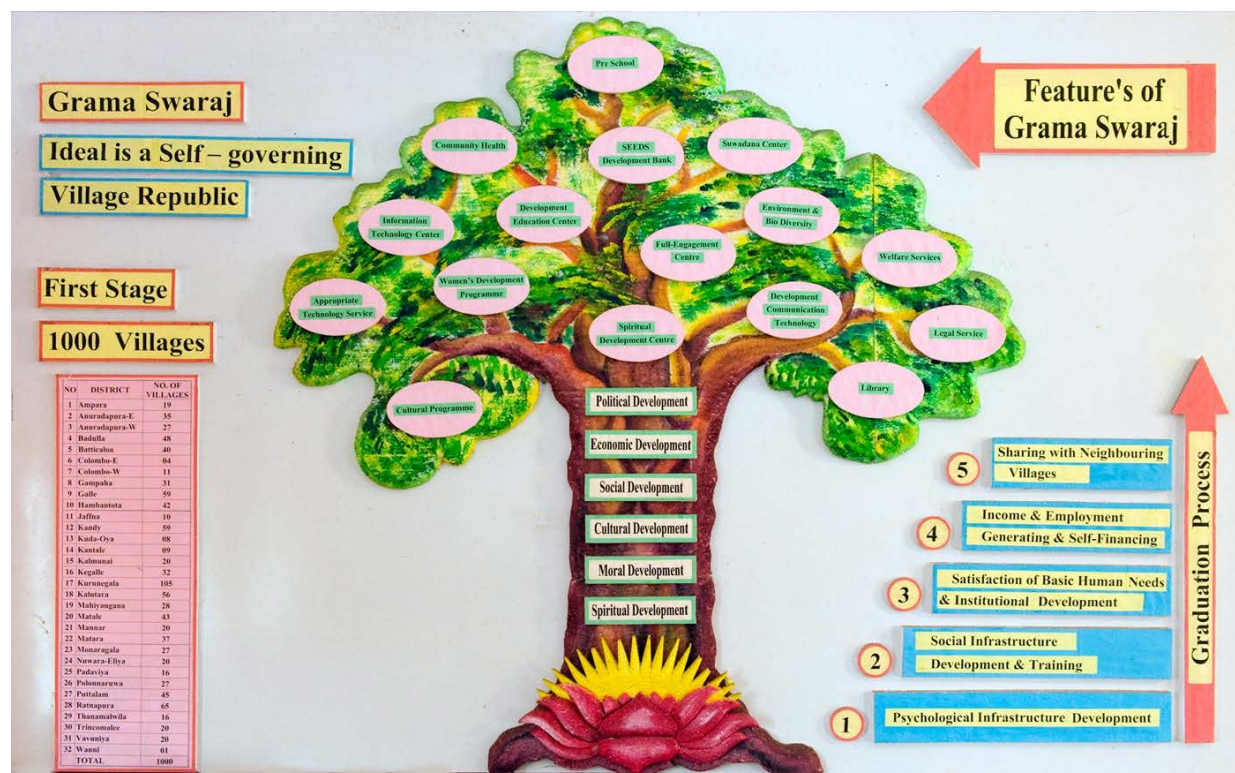 Grama Swaraj
Ideal is a Self – governing
Village Republic
First Stage
1000 Villages
NO DISTRICT NO. OF VILLAGES
1 Ampara 19
2 Anuradapura-E 35
3 Anuradapura-W 27
4 Badulla 48
5 Batticaloa 40
6 Colombo-E 04
7 Colombo-W 11
8 Gampaha 31
9 Galle 59
10 Hambantota 42
11 Jaffna 10
12 Kandy 59
13 Kuda-Oya 08
14 Kantale 09
15 Kalmunai 20
16 Kegalle 32
17 Kurunegala 105
18 Kalutara 56
19 Mahiyangana 28
20 Matale 43
21 Mannar 20
22 Matara 37
23 Monaragala 27
24 Nuwara-Eliya 20
25 Padaviya 16
26 Polonnaruwa 27
27 Puttalam 45
28 Ratnapura 65
29 Thanamalwila 16
30 Trincomalee 20
31 Vavuniya 20
32 Wanni 01
TOTAL 1000
Pre School
Community Health
SEEDS
Development Bank
Suwadana Center
Information
Technology Center
Development
Education Center
Environment &
Bio Diversity
Full-Engagement
Centre
Welfare Services
Appropriate
Technology Service
Women's Development
Programme
Spiritual
Development Centre
Development
Communication
Technology
Legal Service
Cultural Programme
Library
Political Development
Economic Development
Social Development
Cultural Development
Moral Development
Spiritual Development
Feature's of
Grama Swaraj
5
Sharing with Neighbouring
Villages
4
Income & Employment
Generating & Self-Financing
3
Satisfaction of Basic Human Needs
& Institutional Development
2
Social Infrastructure
Development & Training
1
Psychological Infrastructure Development
Graduation Process